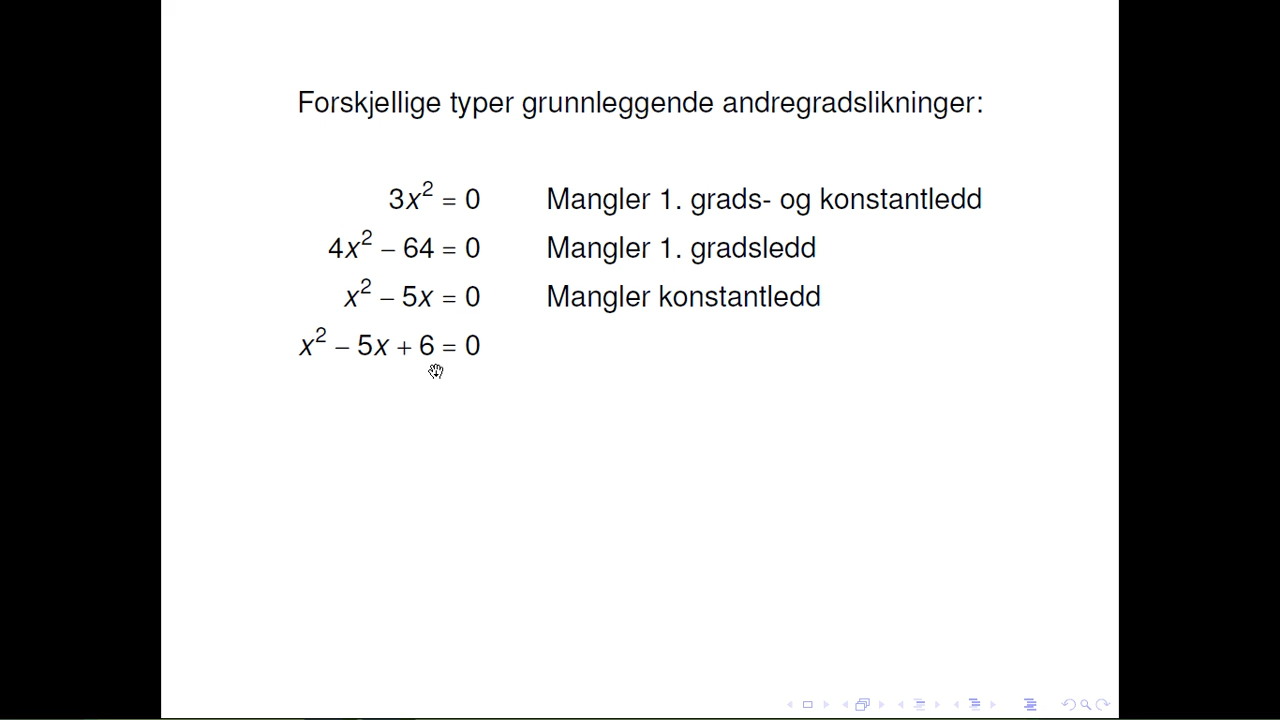 Forskjellige typer grunnleggende andregradslikninger:
3x² = 0 Mangler 1. grads- og konstantledd
4x² − 64 = 0 Mangler 1. gradsledd
x² − 5x = 0 Mangler konstantledd
x² − 5x + 6 = 0